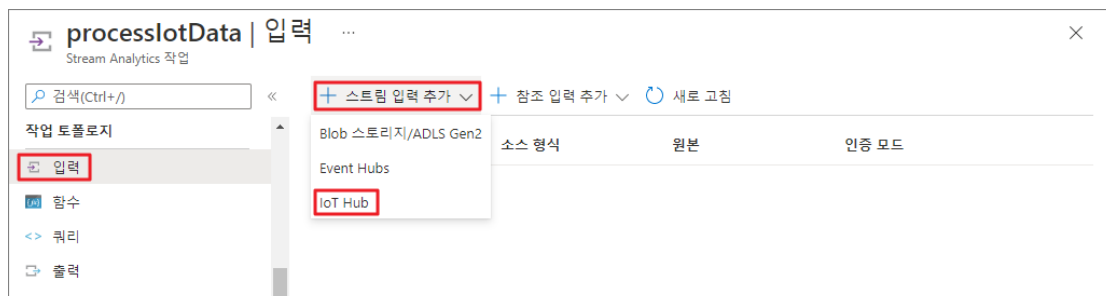 processIotData | 입력 ...
Stream Analytics 작업
검색(Ctrl+/)
스트림 입력 추가
참조 입력 추가
새로 고침
작업 토폴로지
Blob 스토리지/ADLS Gen2
소스 형식
원본
인증 모드
입력
Event Hubs
함수
IoT Hub
쿼리
출력